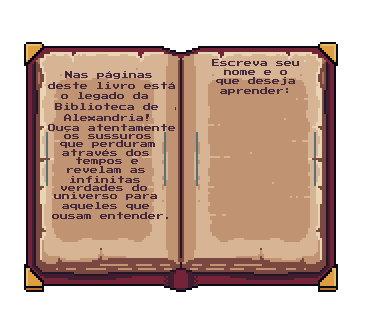 Nas páginas
deste livro está
o legado da
Biblioteca de
Alexandria!
Ouça atentamente
os sussuros
que perduram
através dos
tempos e
revelam as
infinitas
verdades do
universo para
aqueles que
ousam entender.
Escreva seu
nome e o
que deseja
aprender: